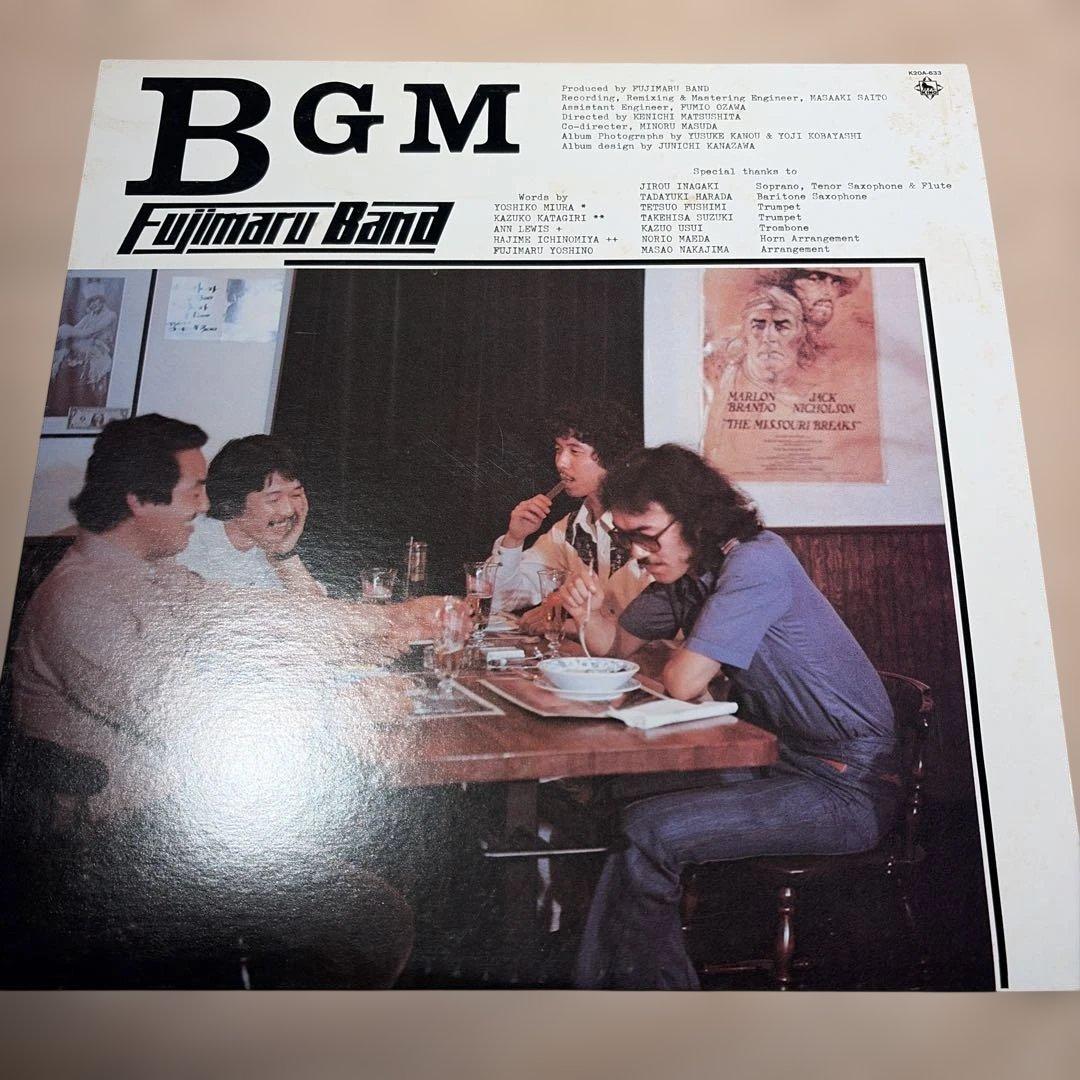 BGM
Fujimaru Band
Produced by FUJIMARU BAND
Recording, Remixing & Mastering Engineer, MASAAKI SAITO
Assistant Engineer, FUMIO OZAWA
Directed by KENICHI MATSUSHITA
Co-directer, MINORU MASUDA
Album Photographs by YUSUKE KANOU & YOJI KOBAYASHI
Album design by JUNICHI KANAZAWA
K20A-633
KING
Words by
YOSHIKO MIURA *
KAZUKO KATAGIRI **
ANN LEWIS +
HAJIME ICHINOMIYA ++
FUJIMARU YOSHINO
Special thanks to
JIROU INAGAKI Soprano, Tenor Saxophone & Flute
TADAYUKI HARADA Baritone Saxophone
TETSUO FUSHIMI Trumpet
TAKEHISA SUZUKI Trumpet
KAZUO USUI Trombone
NORIO MAEDA Horn Arrangement
MASAO NAKAJIMA Arrangement
MARLON BRANDO JACK NICHOLSON
"THE MISSOURI BREAKS"